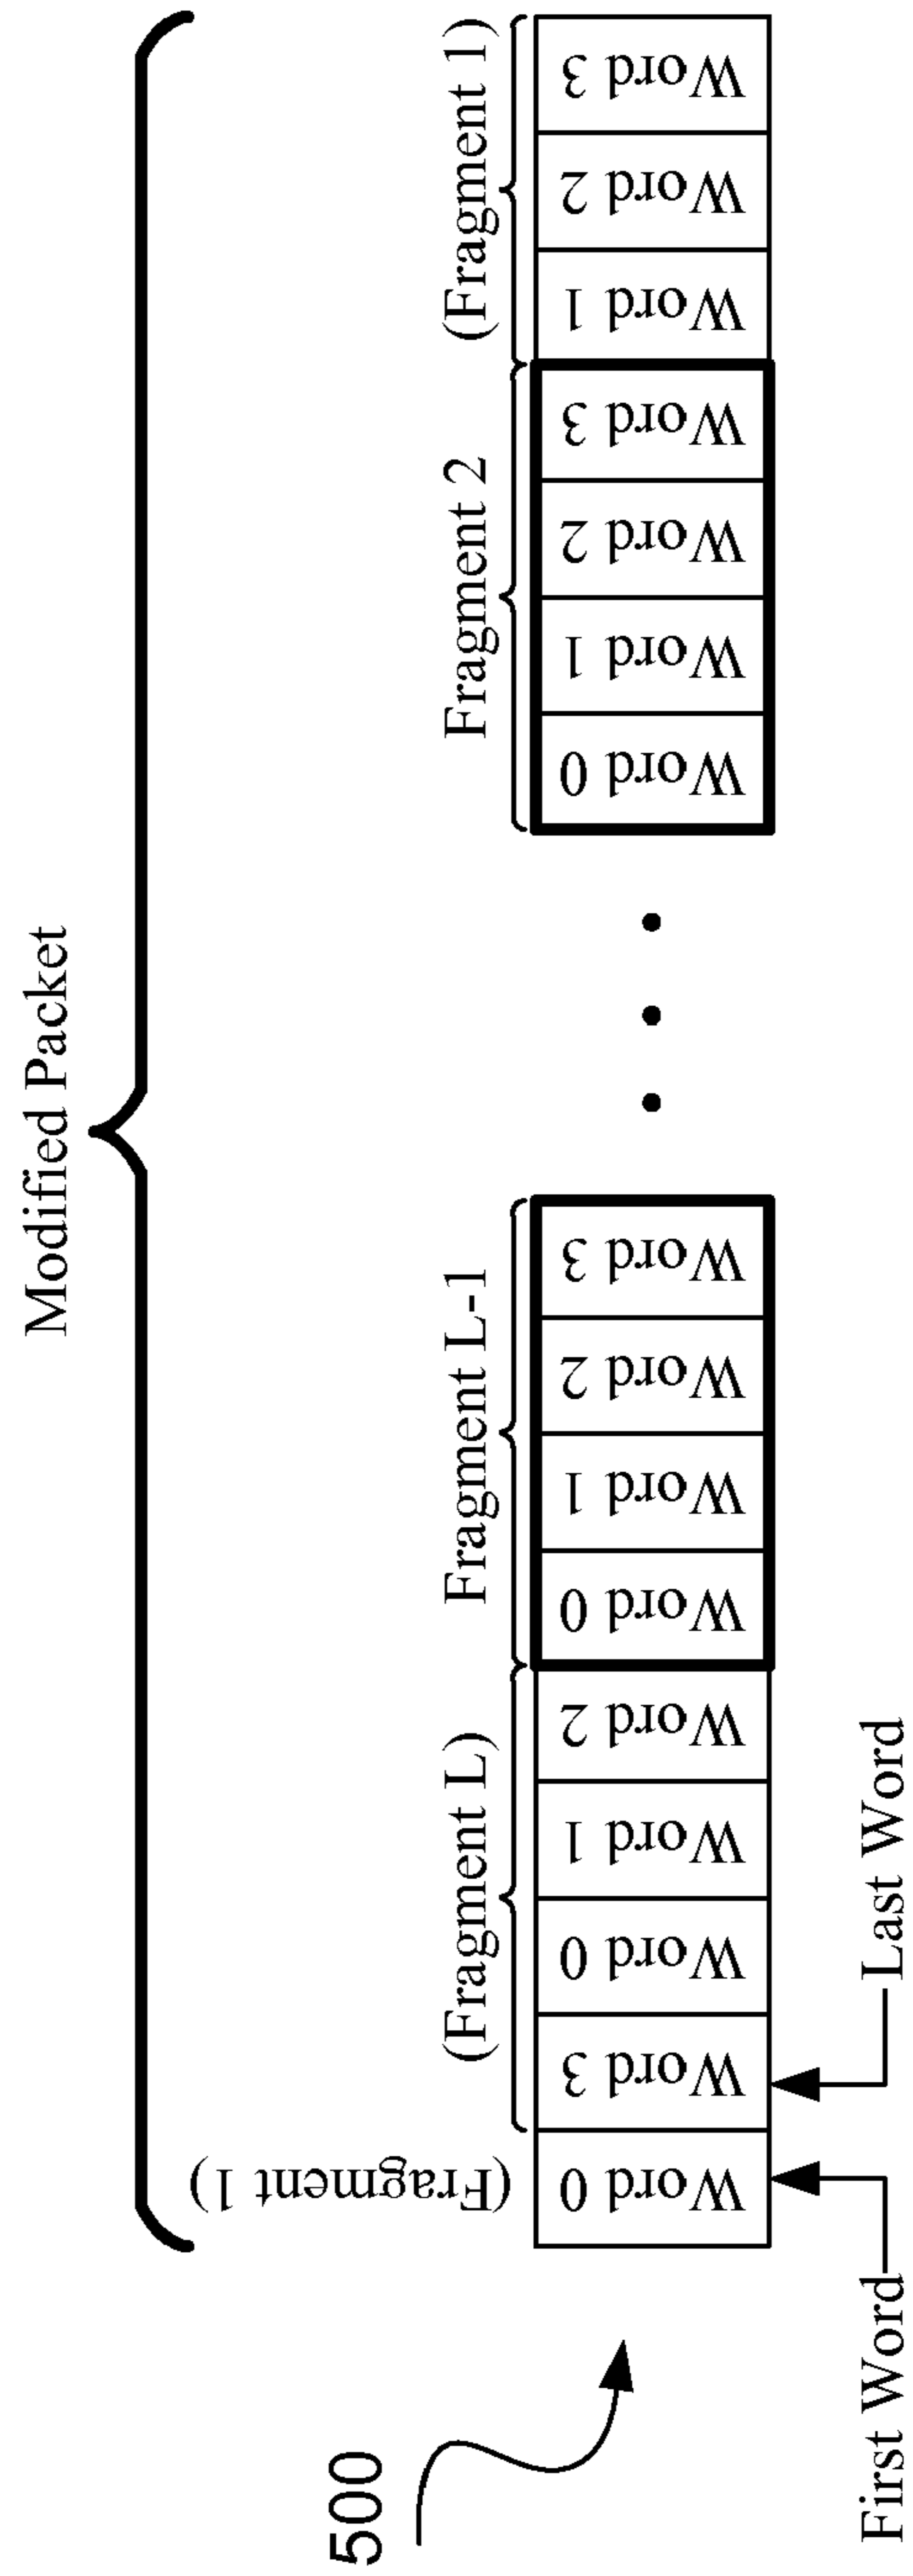 Modified Packet
(Fragment 1)
(Fragment L)
Fragment L-1
Fragment 2
(Fragment 1)
Word 0
Word 3
Word 0
Word 1
Word 2
Word 0
Word 1
Word 2
Word 3
. . .
Word 0
Word 1
Word 2
Word 3
Word 1
Word 2
Word 3
500
First Word
Last Word